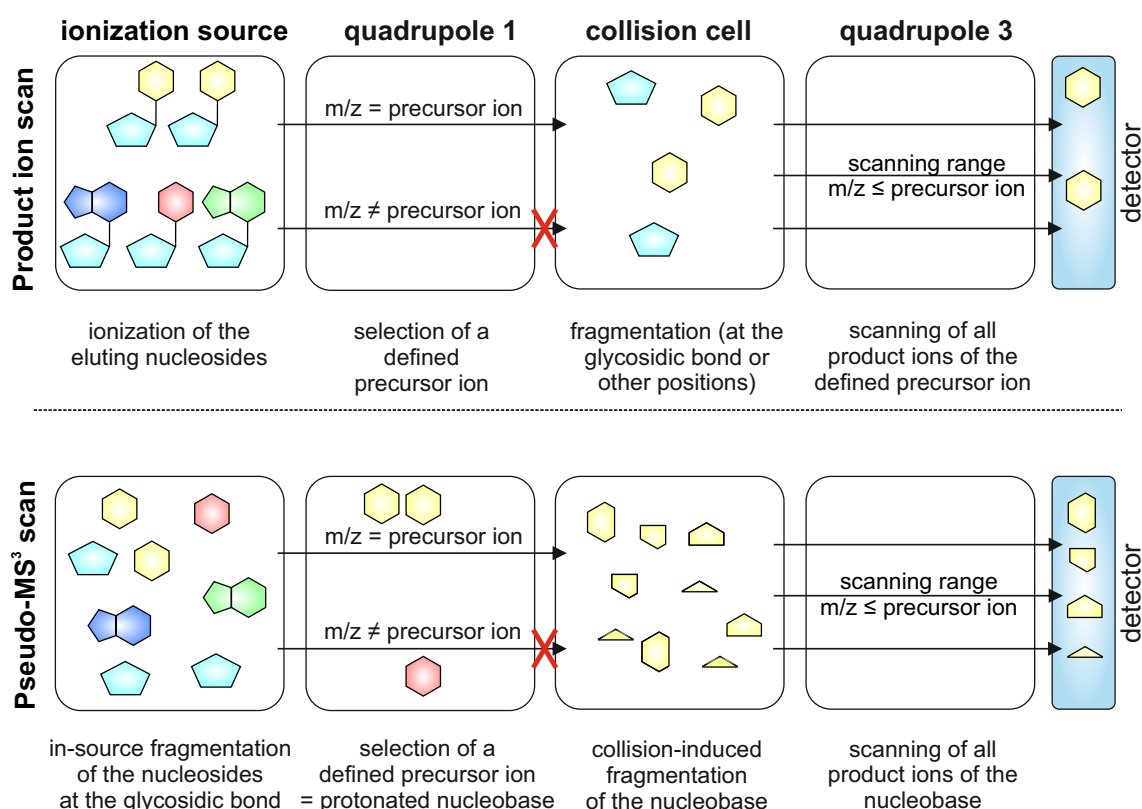 ionization source
quadrupole 1
collision cell
quadrupole 3
Product ion scan
m/z = precursor ion
m/z ≠ precursor ion
scanning range
m/z ≤ precursor ion
detector
ionization of the
eluting nucleosides
selection of a
defined
precursor ion
fragmentation (at the
glycosidic bond or
other positions)
scanning of all
product ions of the
defined precursor ion
Pseudo-MS³ scan
m/z = precursor ion
m/z ≠ precursor ion
scanning range
m/z ≤ precursor ion
detector
in-source fragmentation
of the nucleosides
at the glycosidic bond
selection of a
defined precursor ion
= protonated nucleobase
collision-induced
fragmentation
of the nucleobase
scanning of all
product ions of the
nucleobase